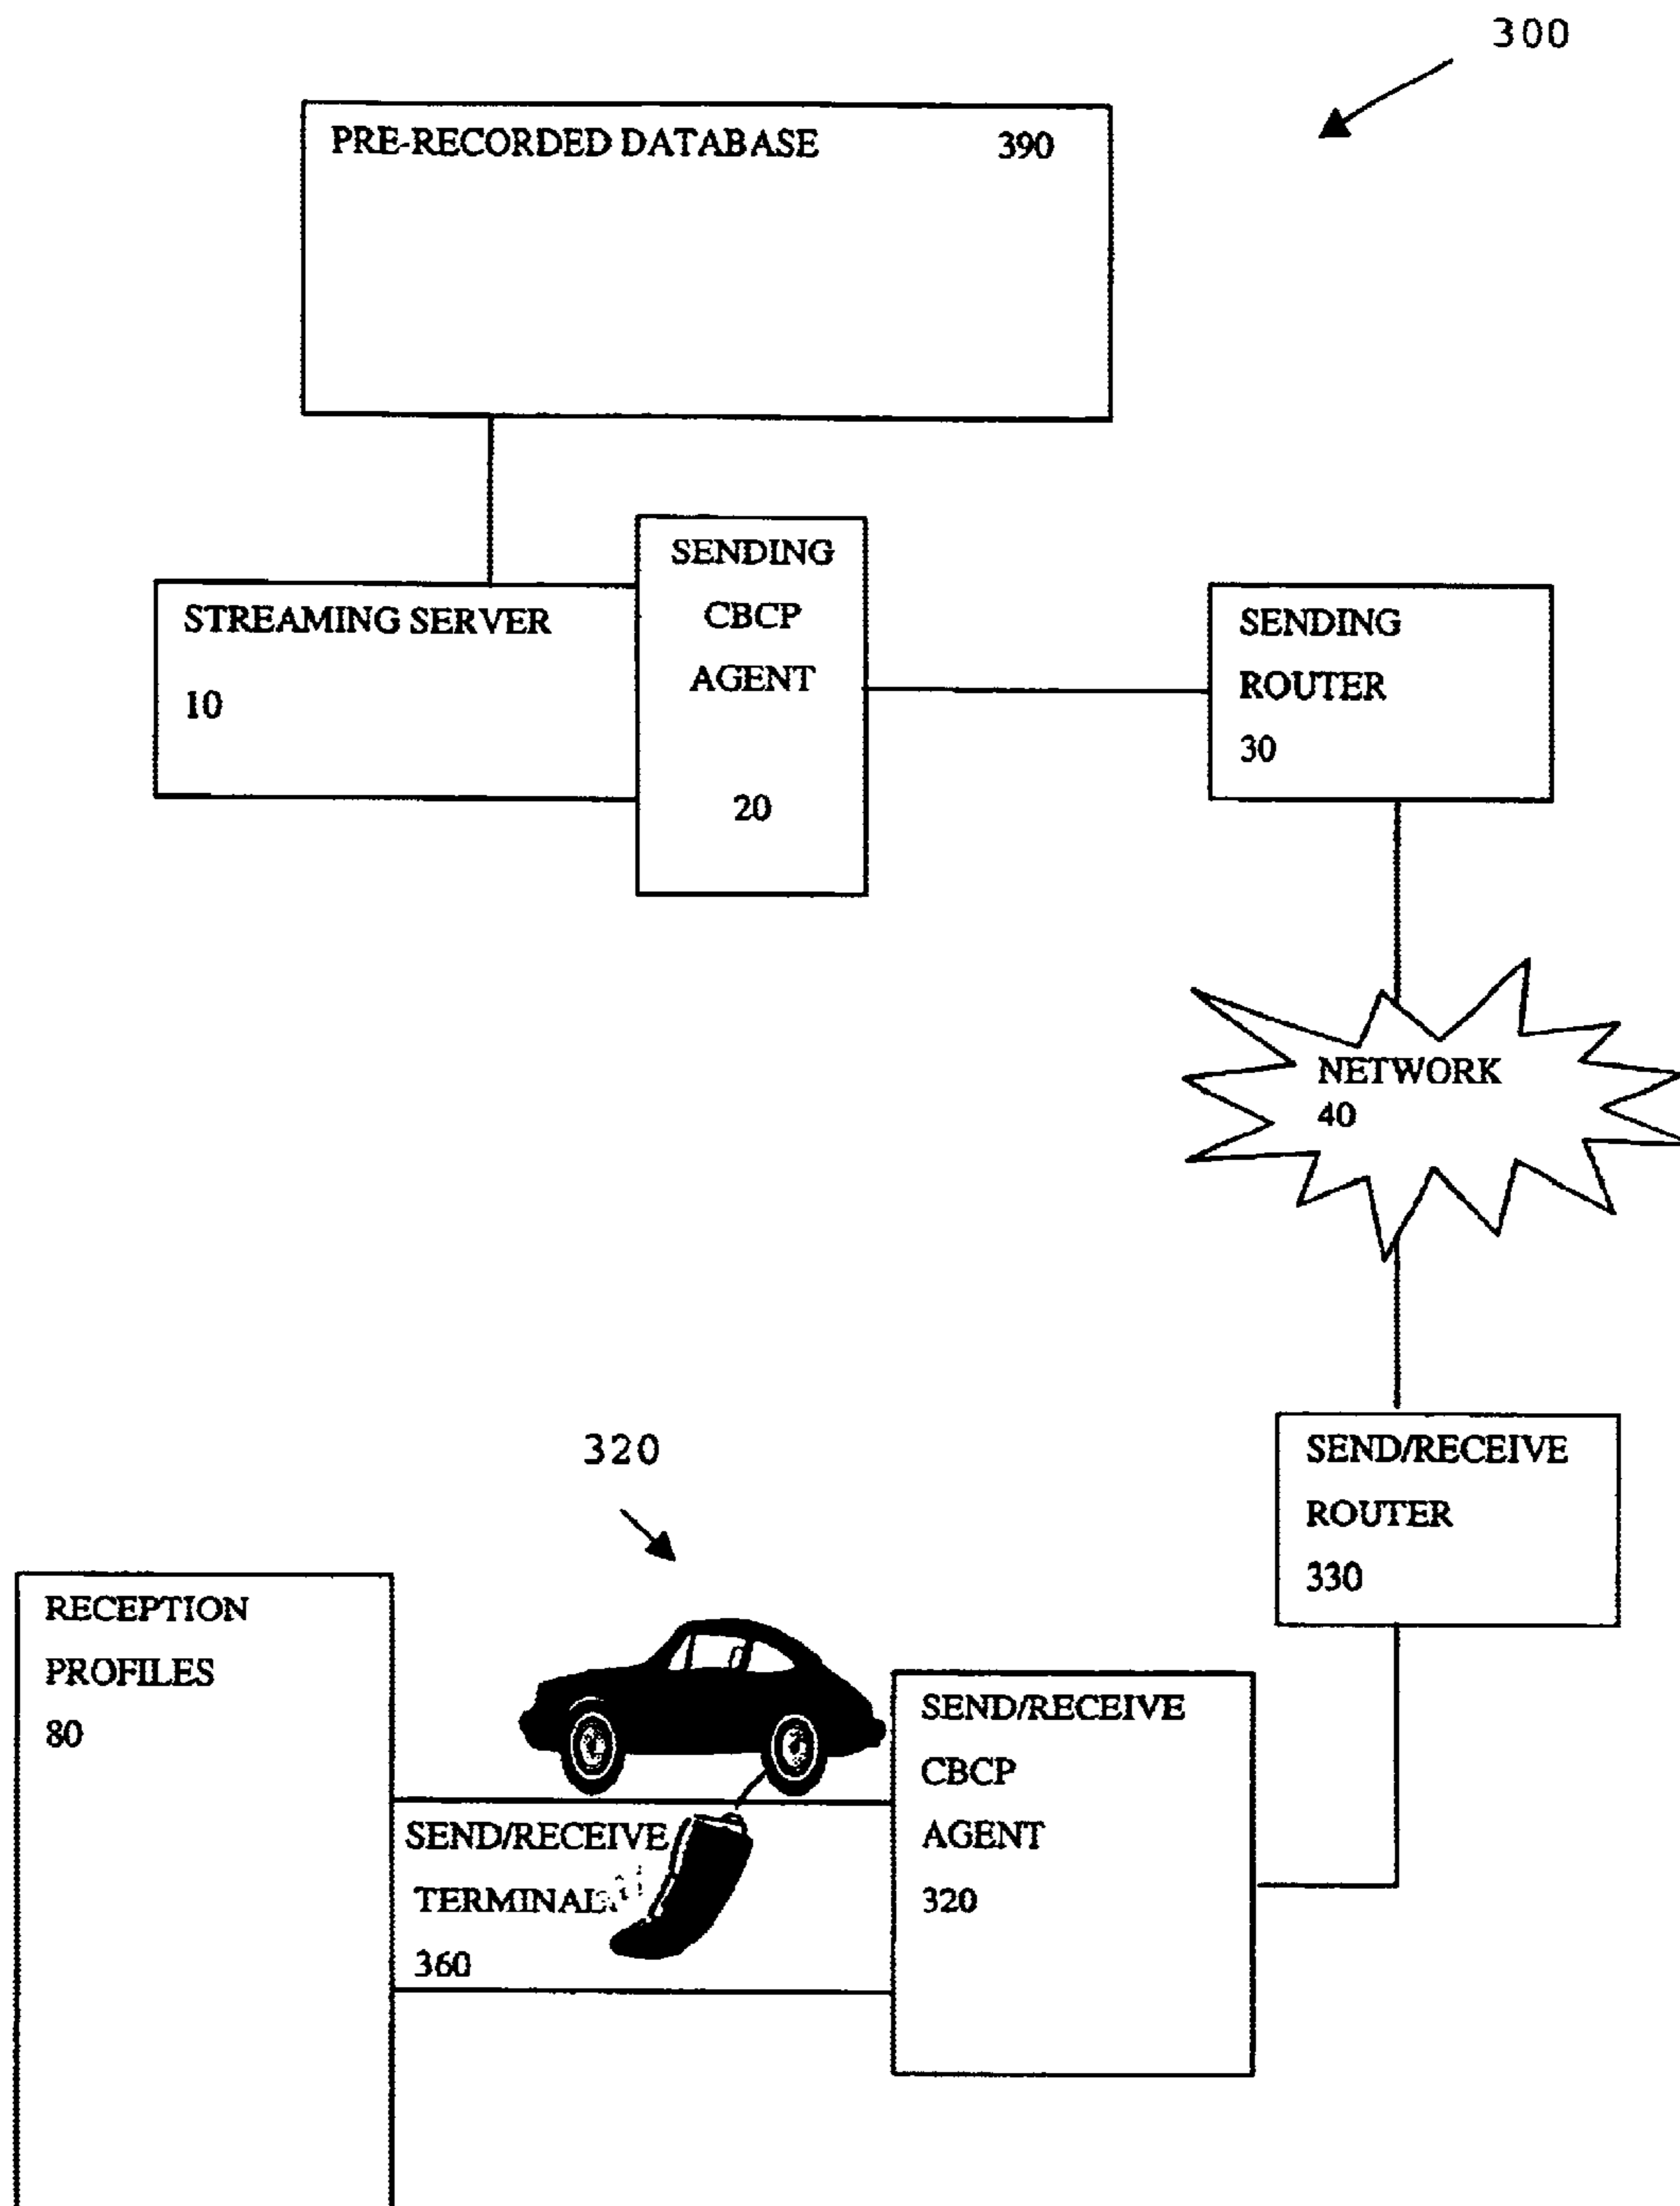 300
PRE-RECORDED DATABASE 390
SENDING
CBCP
AGENT
20
STREAMING SERVER
10
SENDING
ROUTER
30
NETWORK
40
SEND/RECEIVE
ROUTER
330
320
RECEPTION
PROFILES
80
SEND/RECEIVE
TERMINAL
360
SEND/RECEIVE
CBCP
AGENT
320